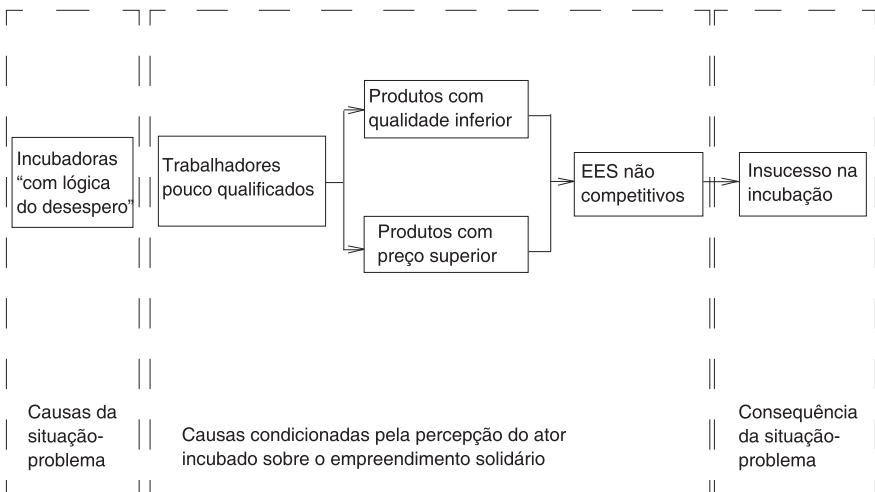 Incubadoras
“com lógica
do desespero”
Trabalhadores
pouco qualificados
Produtos com
qualidade inferior
Produtos com
preço superior
EES não
competitivos
Insucesso na
incubação
Causas da
situação-
problema
Causas condicionadas pela percepção do ator
incubado sobre o empreendimento solidário
Consequência
da situação-
problema